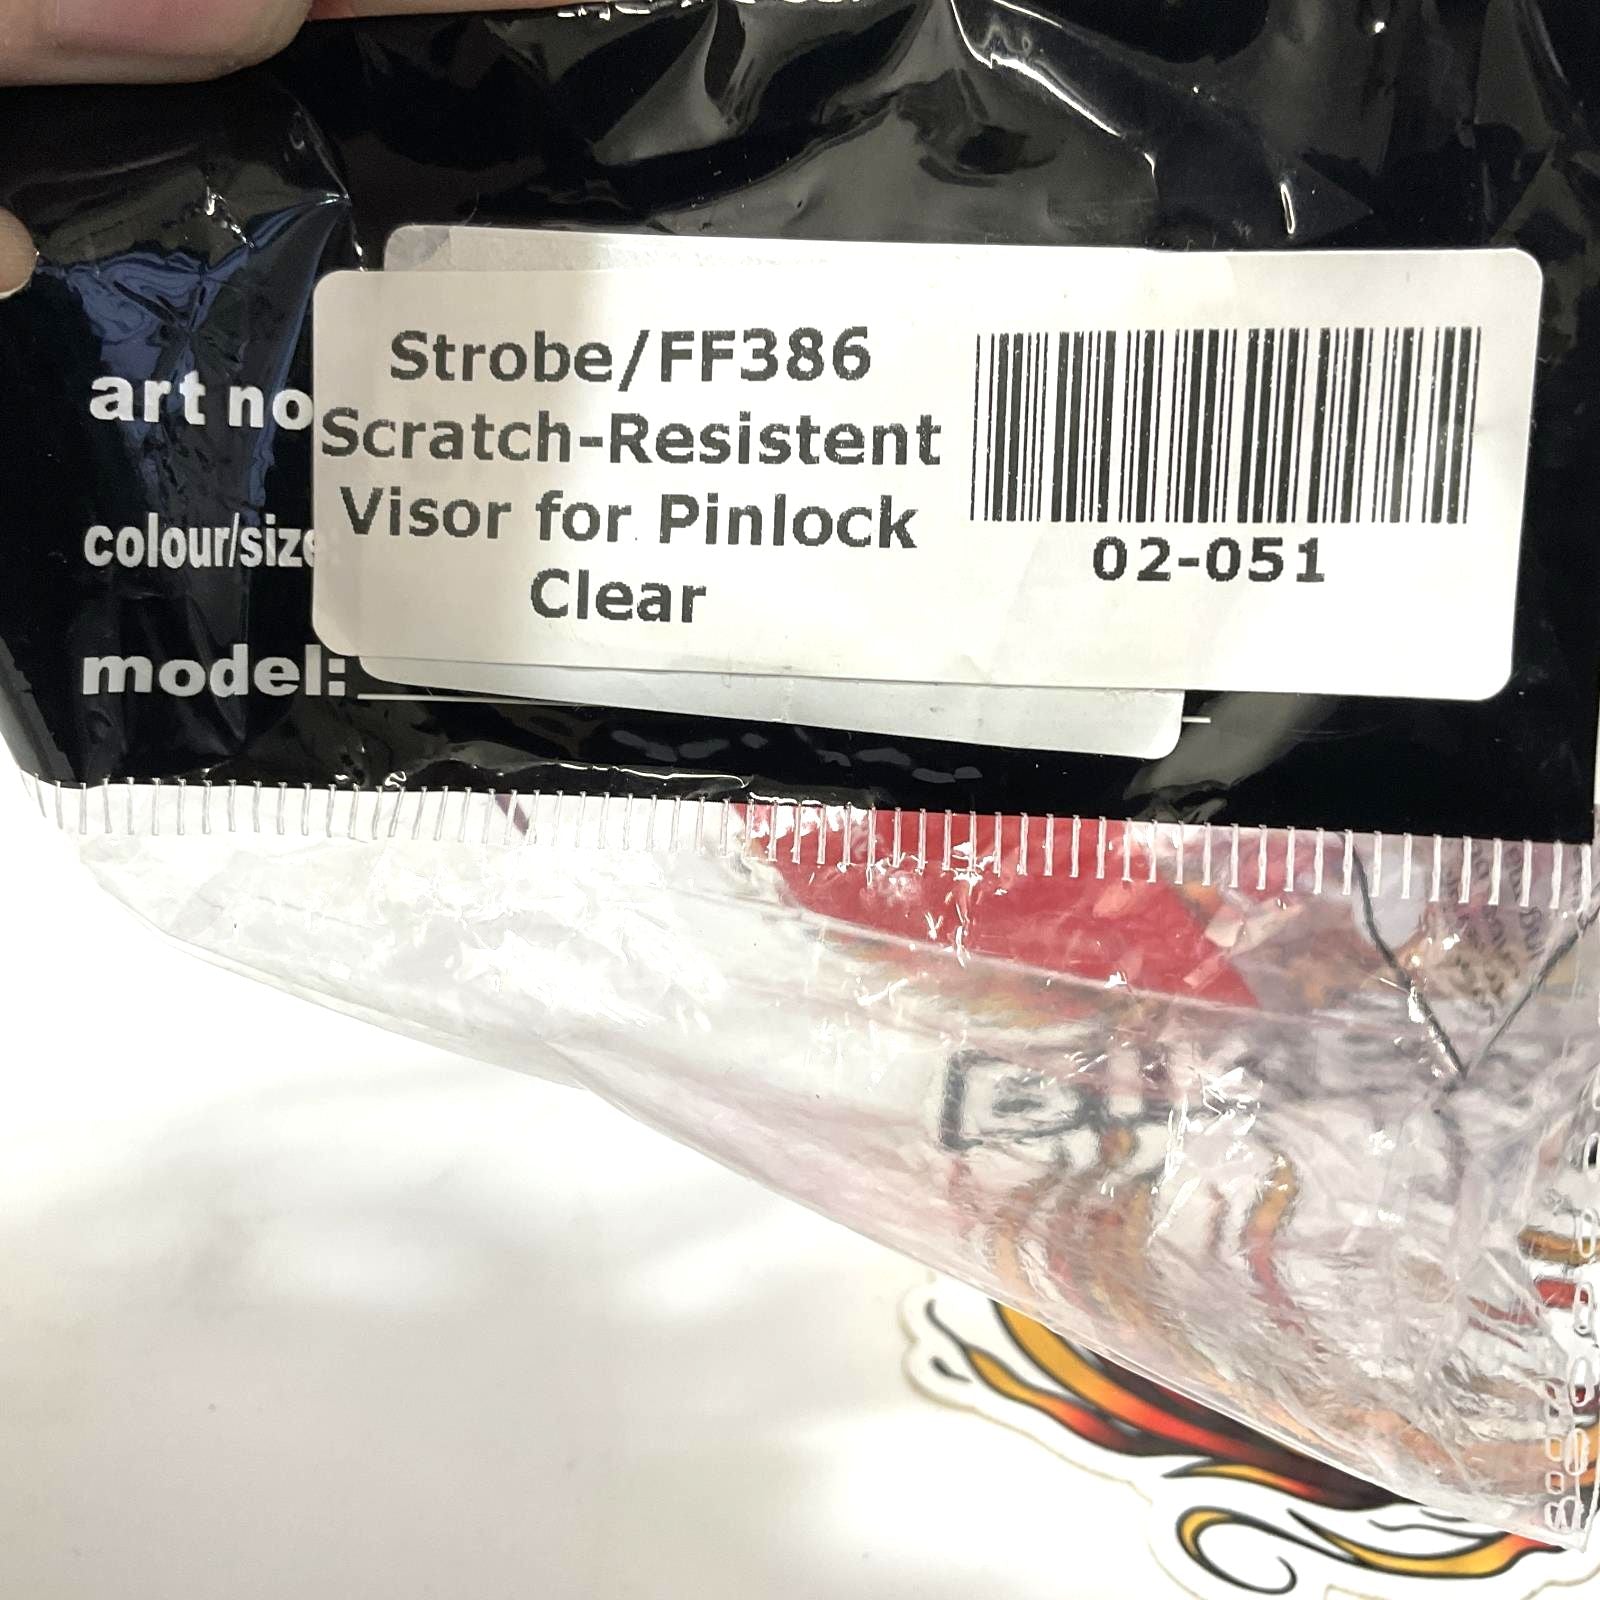 art no
colour/size:
model:
Strobe/FF386
Scratch-Resistent
Visor for Pinlock
Clear
02-051